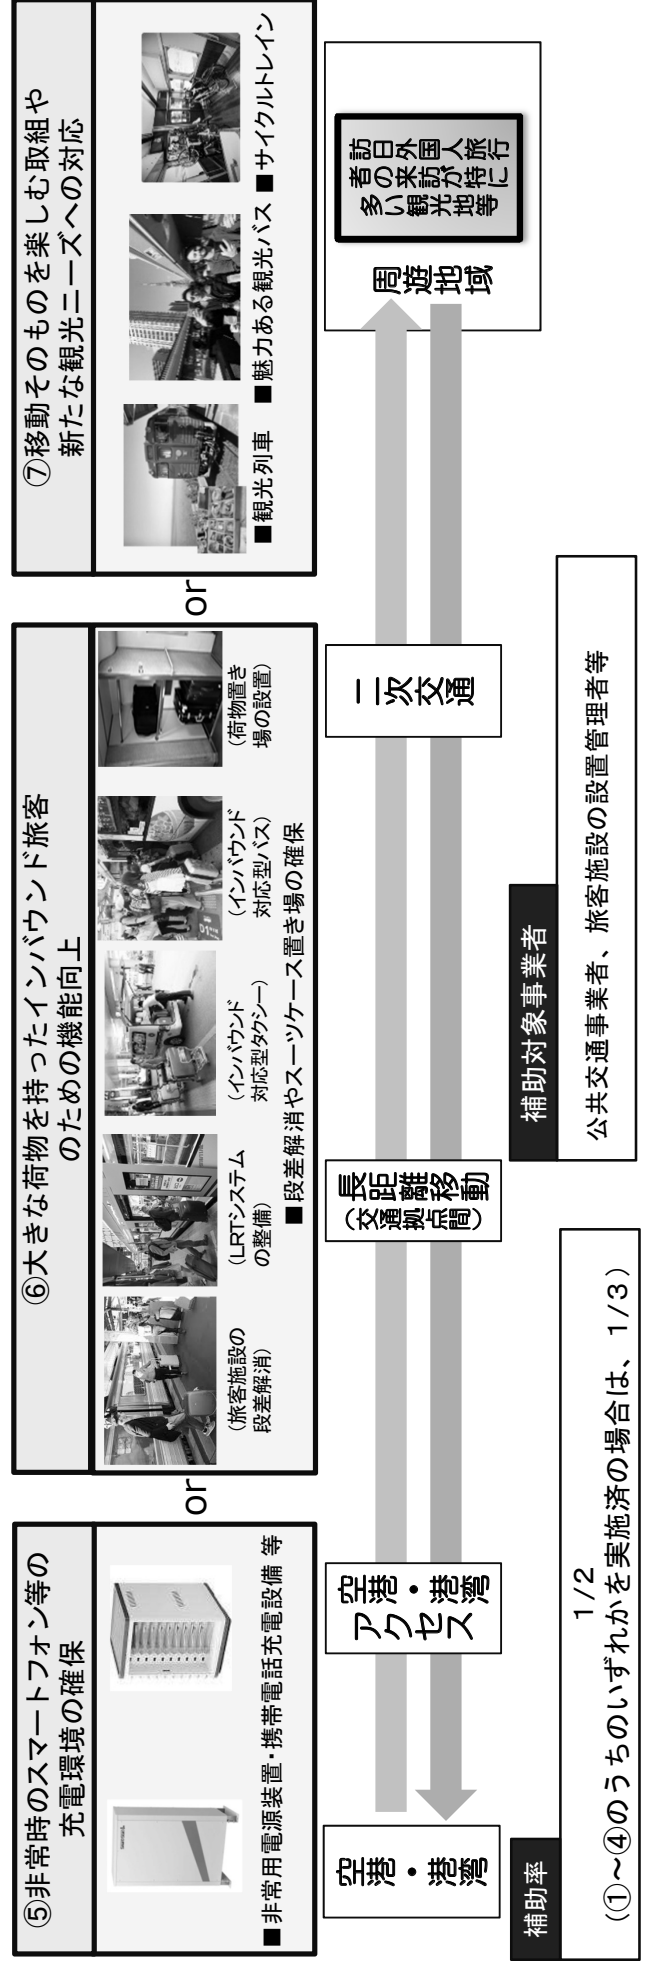 ⑤非常時のスマートフォン等の
充電環境の確保
■非常用電源装置・携帯電話充電設備 等
or
⑥大きな荷物を持ったインバウンド旅客
のための機能向上
(旅客施設の
段差解消)
(LRTシステム
の整備)
(インバウンド
対応型タクシー)
(インバウンド
対応型バス)
(荷物置き
場の設置)
■段差解消やスーツケース置き場の確保
or
⑦移動そのものを楽しむ取組や
新たな観光ニーズへの対応
■観光列車
■魅力ある観光バス
■サイクルトレイン
空港・港湾
空港・港湾
アクセス
長距離移動
(交通拠点間)
二次交通
周遊地域
訪日外国人旅行
者の来訪が特に
多い観光地等
補助率
1/2
(①~④のうちのいずれかを実施済の場合は、1/3)
補助対象事業者
公共交通事業者、旅客施設の設置管理者等